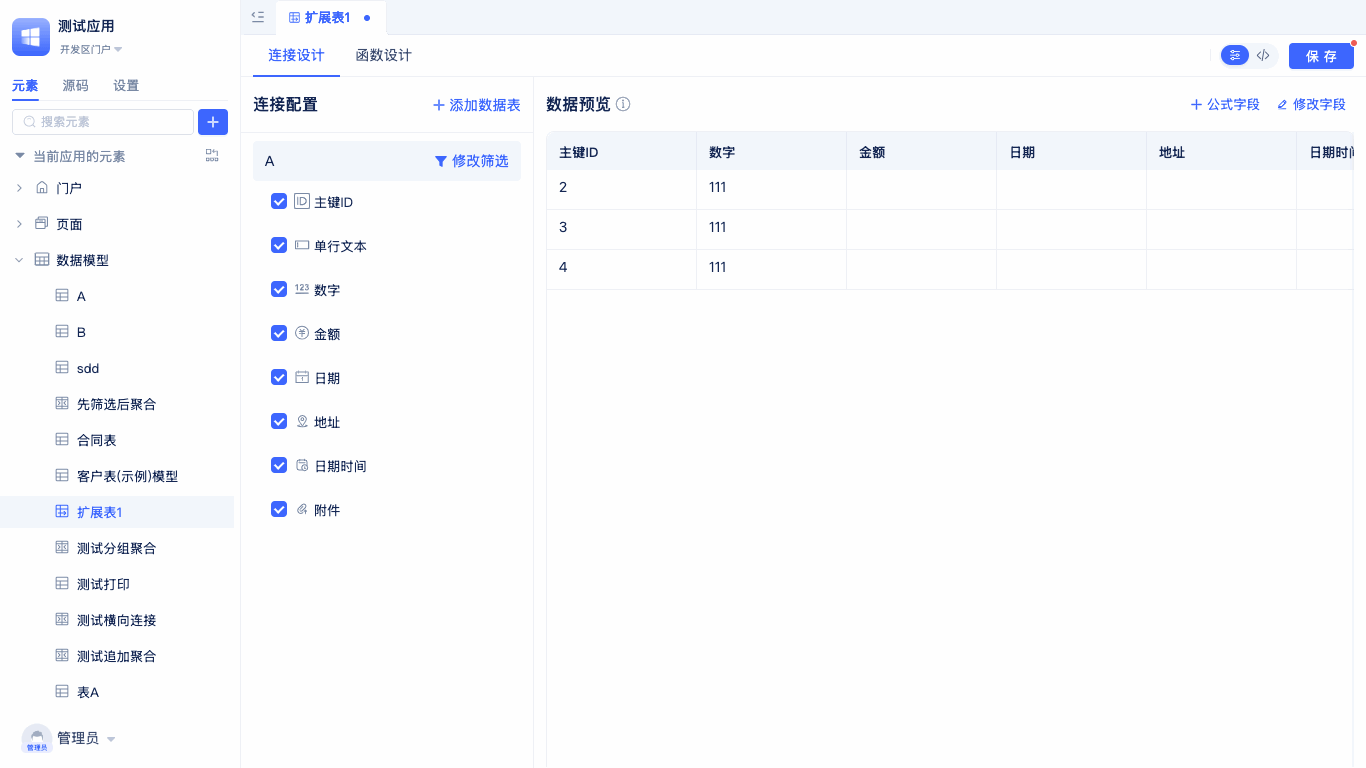 测试应用
开发区门户
元素 源码 设置
搜索元素
当前应用的元素
门户
页面
数据模型
A
B
sdd
先筛选后聚合
合同表
客户表(示例)模型
扩展表1
测试分组聚合
测试打印
测试横向连接
测试追加聚合
表A
管理员
管理员
扩展表1
连接设计 函数设计
保存
连接配置
添加数据表
A
修改筛选
ID 主键ID
单行文本
123 数字
金额
日期
地址
日期时间
附件
数据预览
公式字段 修改字段
主键ID 数字 金额 日期 地址 日期时间
2 111
3 111
4 111